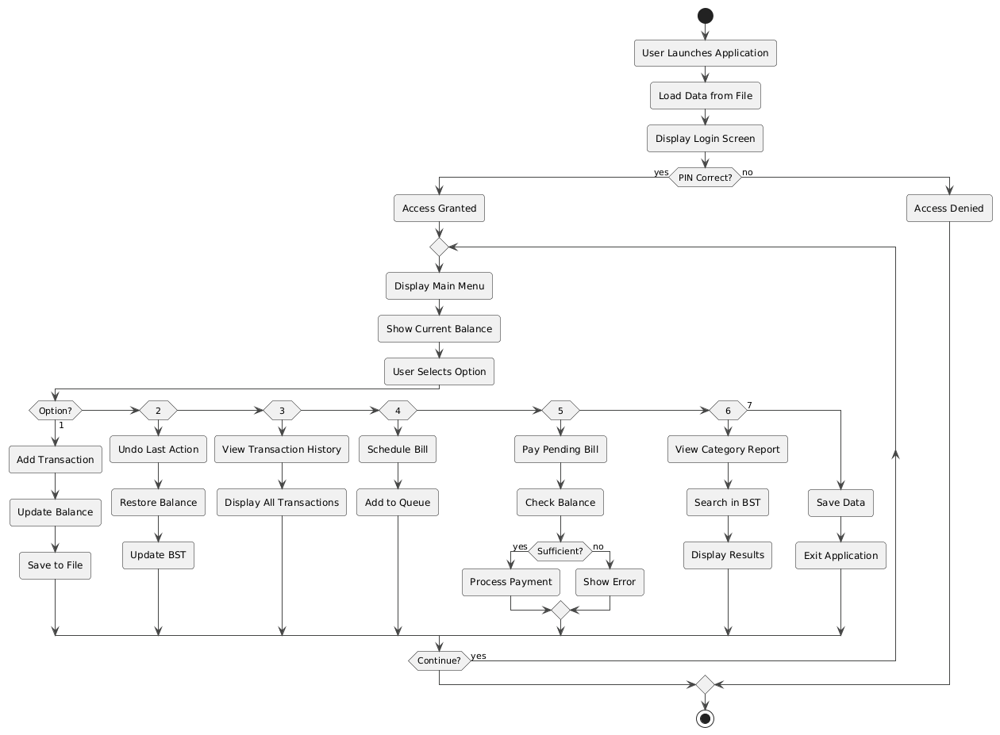 User Launches Application
Load Data from File
Display Login Screen
yes
PIN Correct?
no
Access Granted
Access Denied
Display Main Menu
Show Current Balance
User Selects Option
Option?
1
2
3
4
5
6
7
Add Transaction
Update Balance
Save to File
Undo Last Action
Restore Balance
Update BST
View Transaction History
Display All Transactions
Schedule Bill
Add to Queue
Pay Pending Bill
Check Balance
yes
Sufficient?
no
Process Payment
Show Error
View Category Report
Search in BST
Display Results
Save Data
Exit Application
Continue?
yes